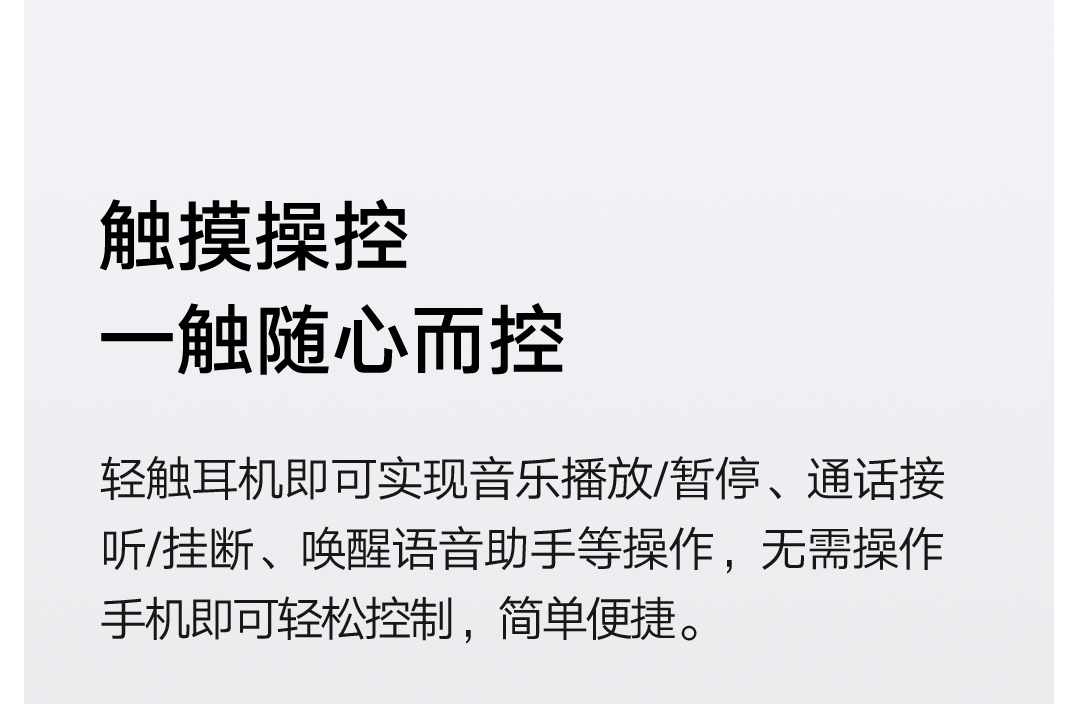 触摸操控
一触随心而控
轻触耳机即可实现音乐播放/暂停、通话接
听/挂断、唤醒语音助手等操作，无需操作
手机即可轻松控制，简单便捷。